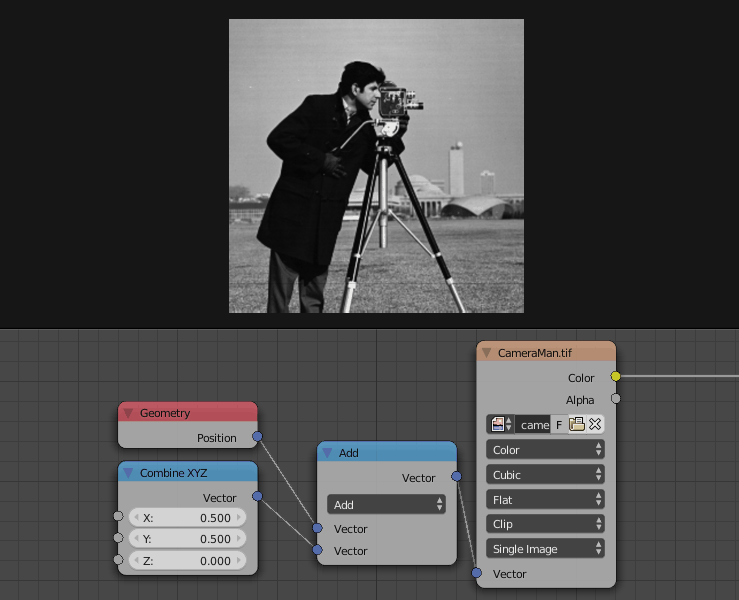 CameraMan.tif
Color
Alpha
came F
Color
Cubic
Flat
Clip
Single Image
Vector
Geometry
Position
Combine XYZ
Vector
X: 0.500
Y: 0.500
Z: 0.000
Add
Vector
Add
Vector
Vector